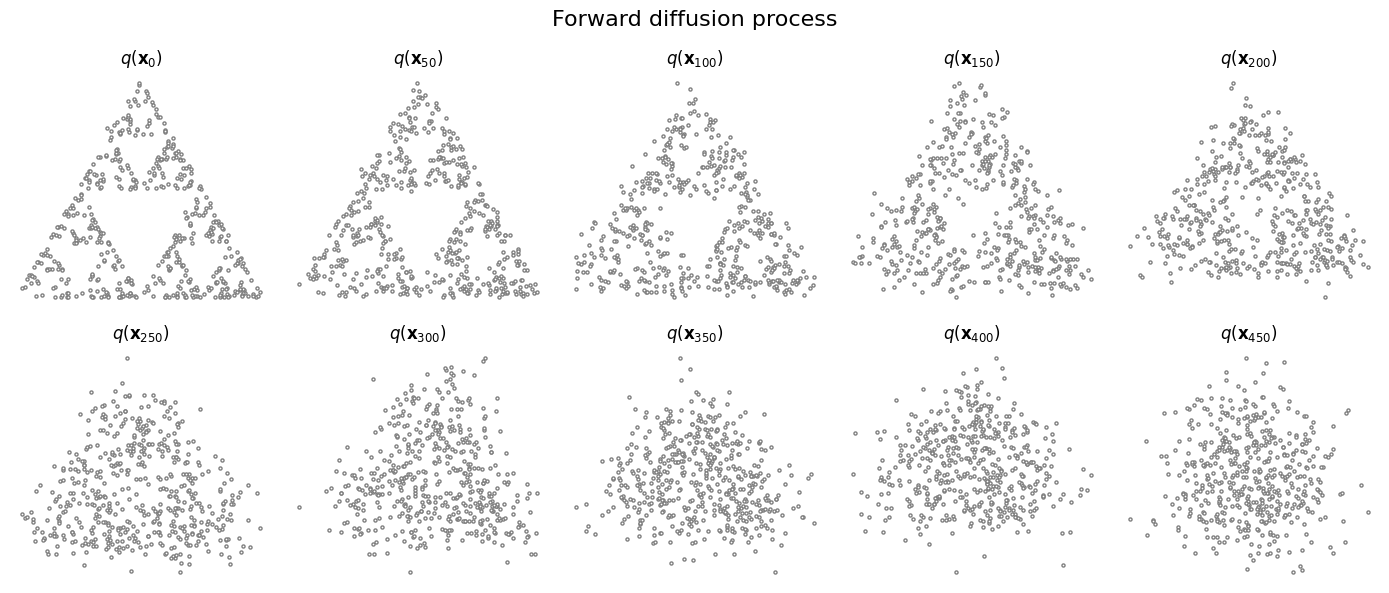 Forward diffusion process
q(x₀) q(x₅₀) q(x₁₀₀) q(x₁₅₀) q(x₂₀₀)
q(x₂₅₀) q(x₃₀₀) q(x₃₅₀) q(x₄₀₀) q(x₄₅₀)